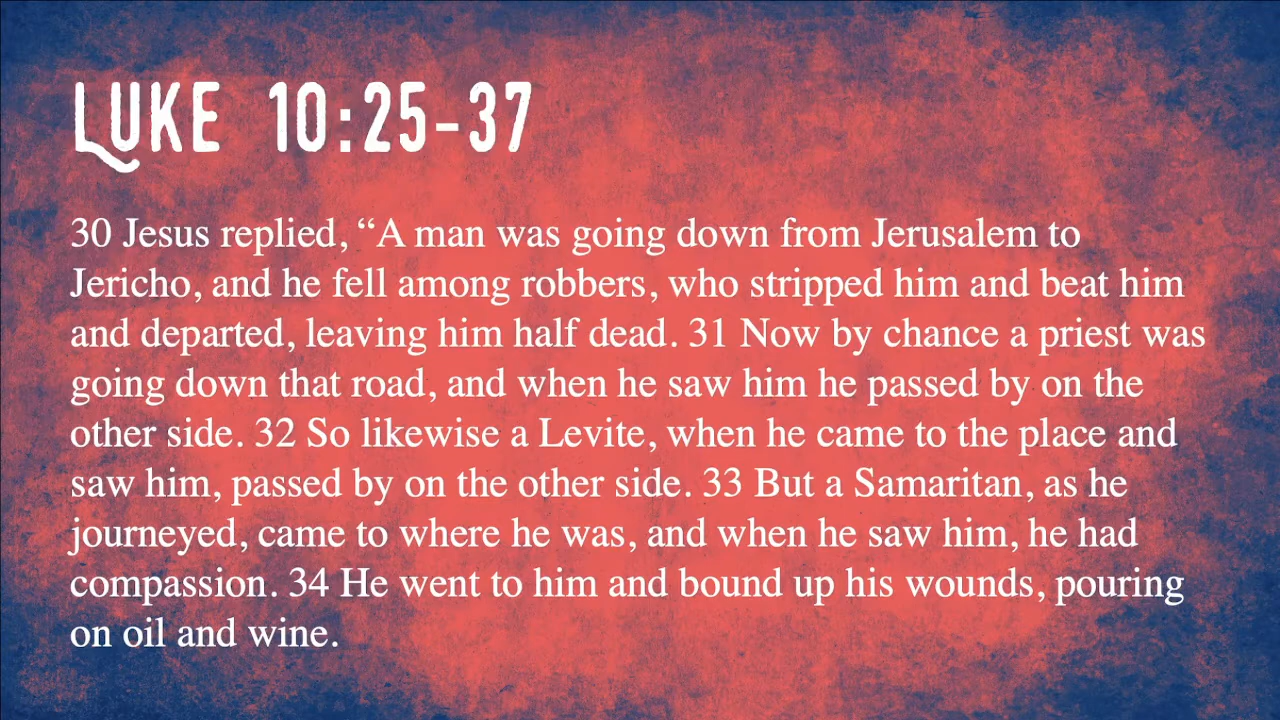 LUKE 10:25-37
30 Jesus replied, “A man was going down from Jerusalem to
Jericho, and he fell among robbers, who stripped him and beat him
and departed, leaving him half dead. 31 Now by chance a priest was
going down that road, and when he saw him he passed by on the
other side. 32 So likewise a Levite, when he came to the place and
saw him, passed by on the other side. 33 But a Samaritan, as he
journeyed, came to where he was, and when he saw him, he had
compassion. 34 He went to him and bound up his wounds, pouring
on oil and wine.